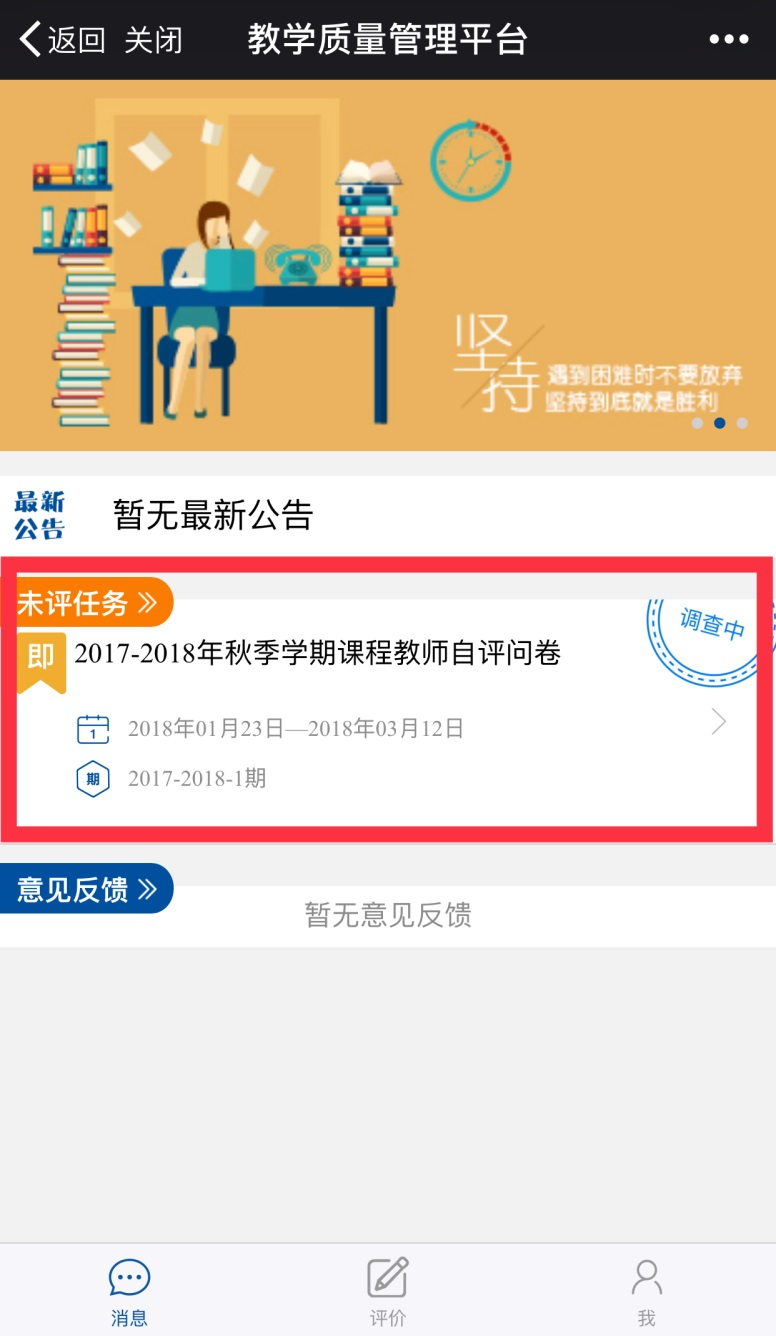 返回 关闭 教学质量管理平台
坚持
遇到困难时不要放弃
坚持到底就是胜利
最新
公告
暂无最新公告
未评任务
调查中
即
2017-2018年秋季学期课程教师自评问卷
1
2018年01月23日—2018年03月12日
期
2017-2018-1期
意见反馈
暂无意见反馈
消息 评价 我